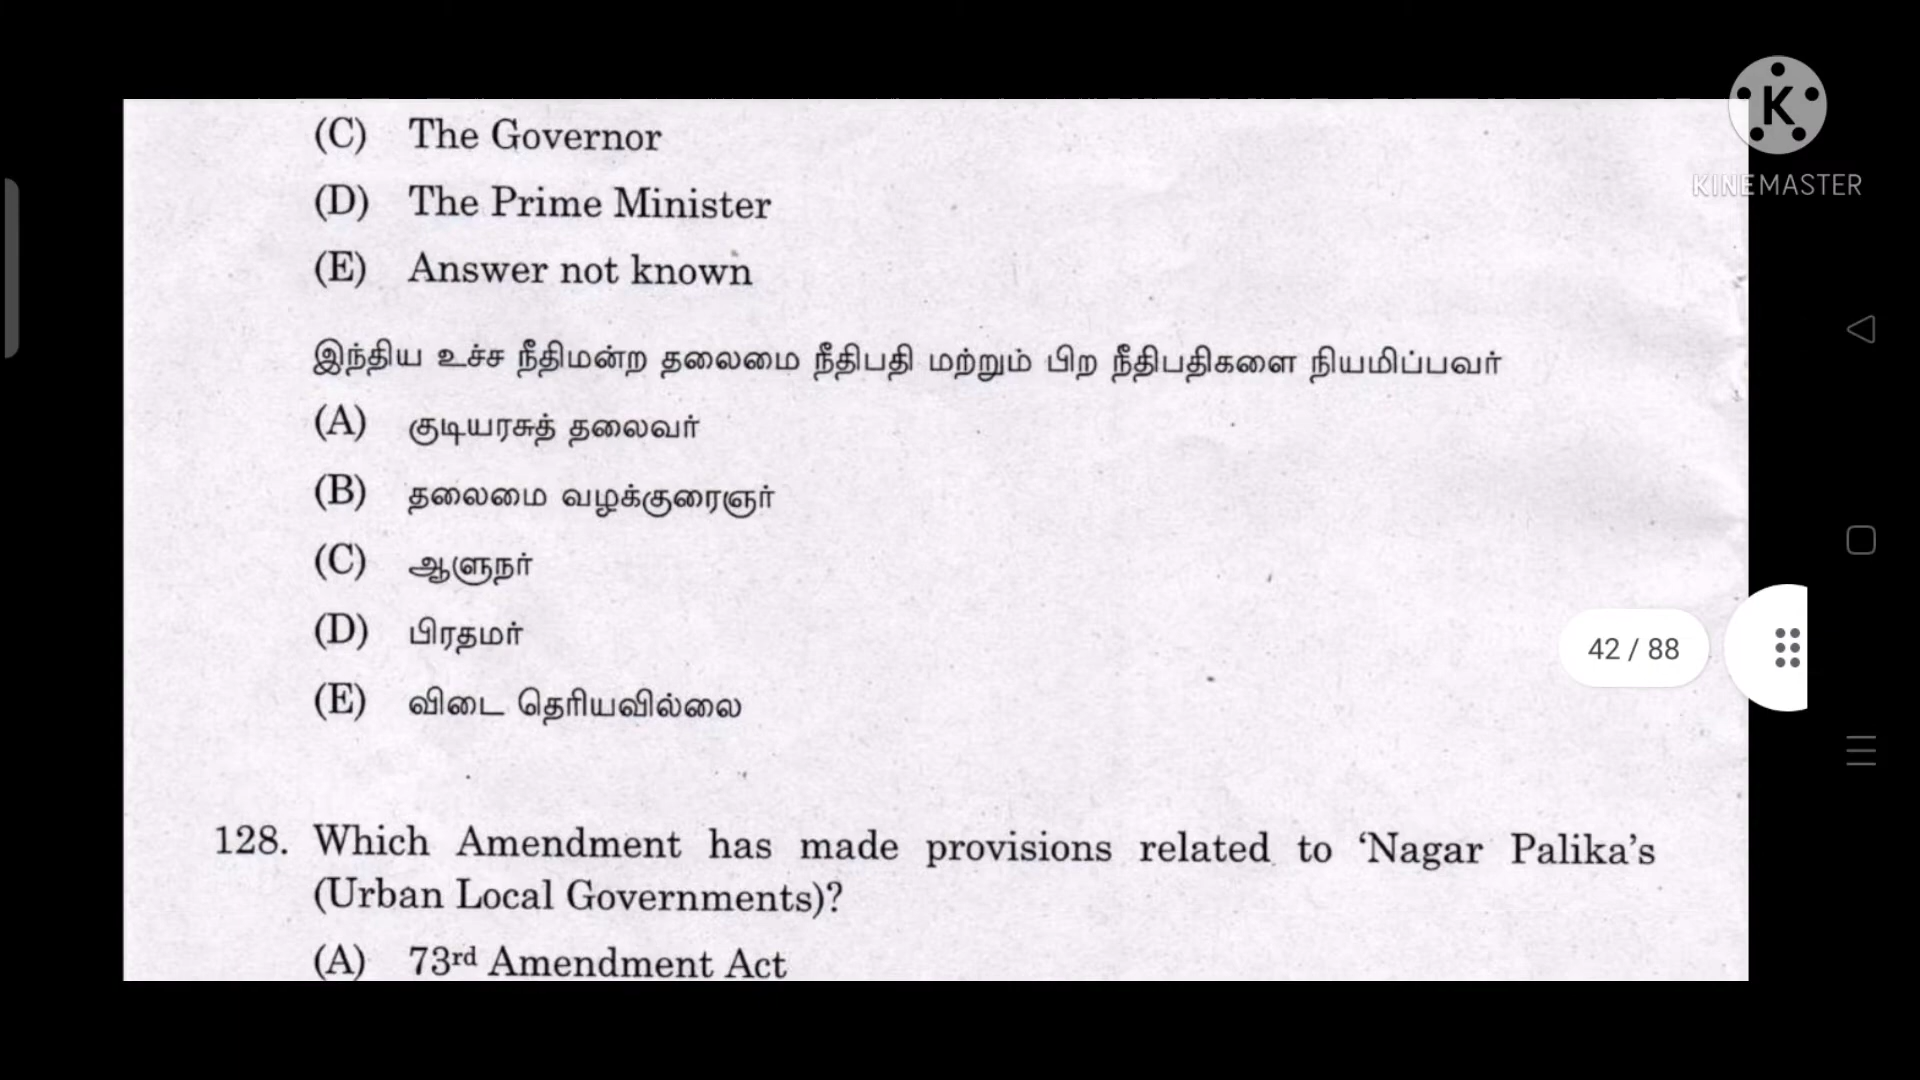 (C) The Governor
(D) The Prime Minister
(E) Answer not known
இந்திய உச்ச நீதிமன்ற தலைமை நீதிபதி மற்றும் பிற நீதிபதிகளை நியமிப்பவர்
(A) குடியரசுத் தலைவர்
(B) தலைமை வழக்குரைஞர்
(C) ஆளுநர்
(D) பிரதமர்
(E) விடை தெரியவில்லை
128. Which Amendment has made provisions related to ‘Nagar Palika’s
(Urban Local Governments)?
(A) 73rd Amendment Act
K
KINEMASTER
42 / 88